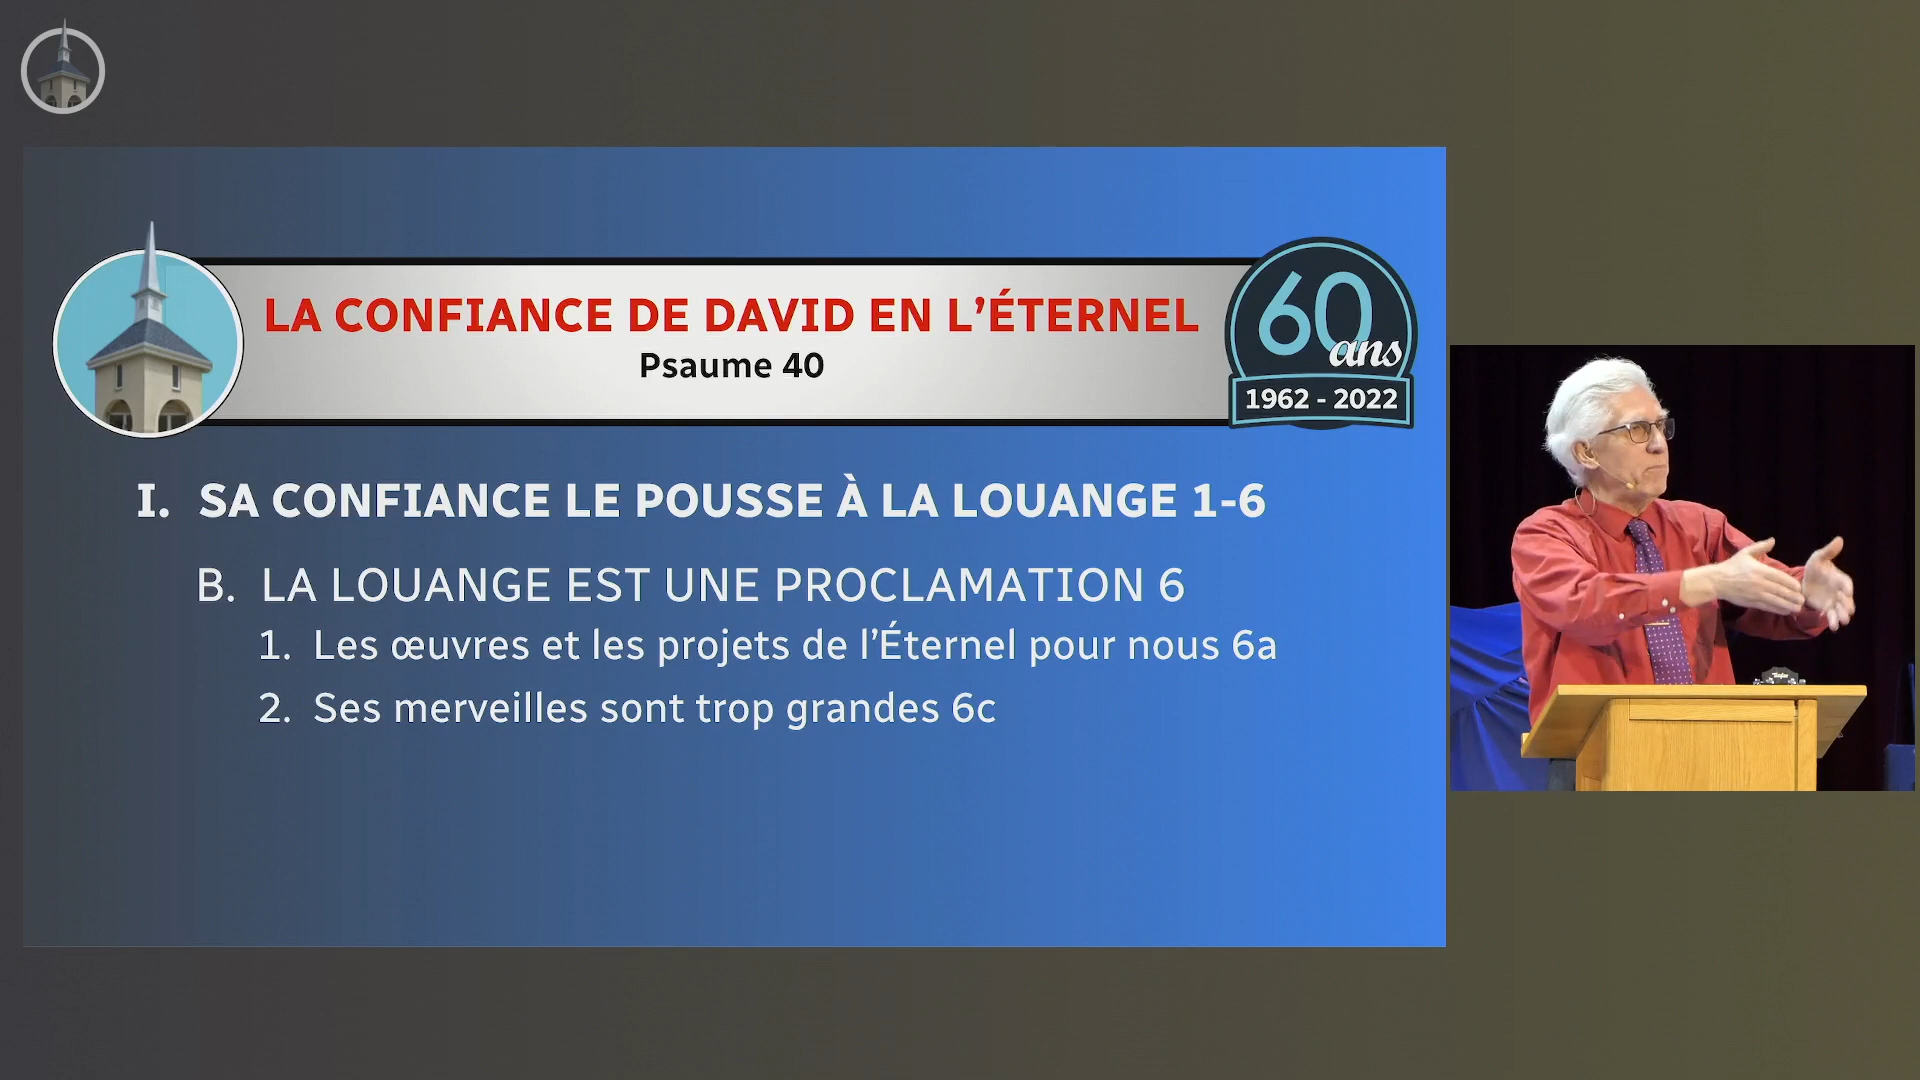 LA CONFIANCE DE DAVID EN L’ÉTERNEL
Psaume 40
60
ans
1962 - 2022
I. SA CONFIANCE LE POUSSE À LA LOUANGE 1-6
B. LA LOUANGE EST UNE PROCLAMATION 6
1. Les œuvres et les projets de l’Éternel pour nous 6a
2. Ses merveilles sont trop grandes 6c